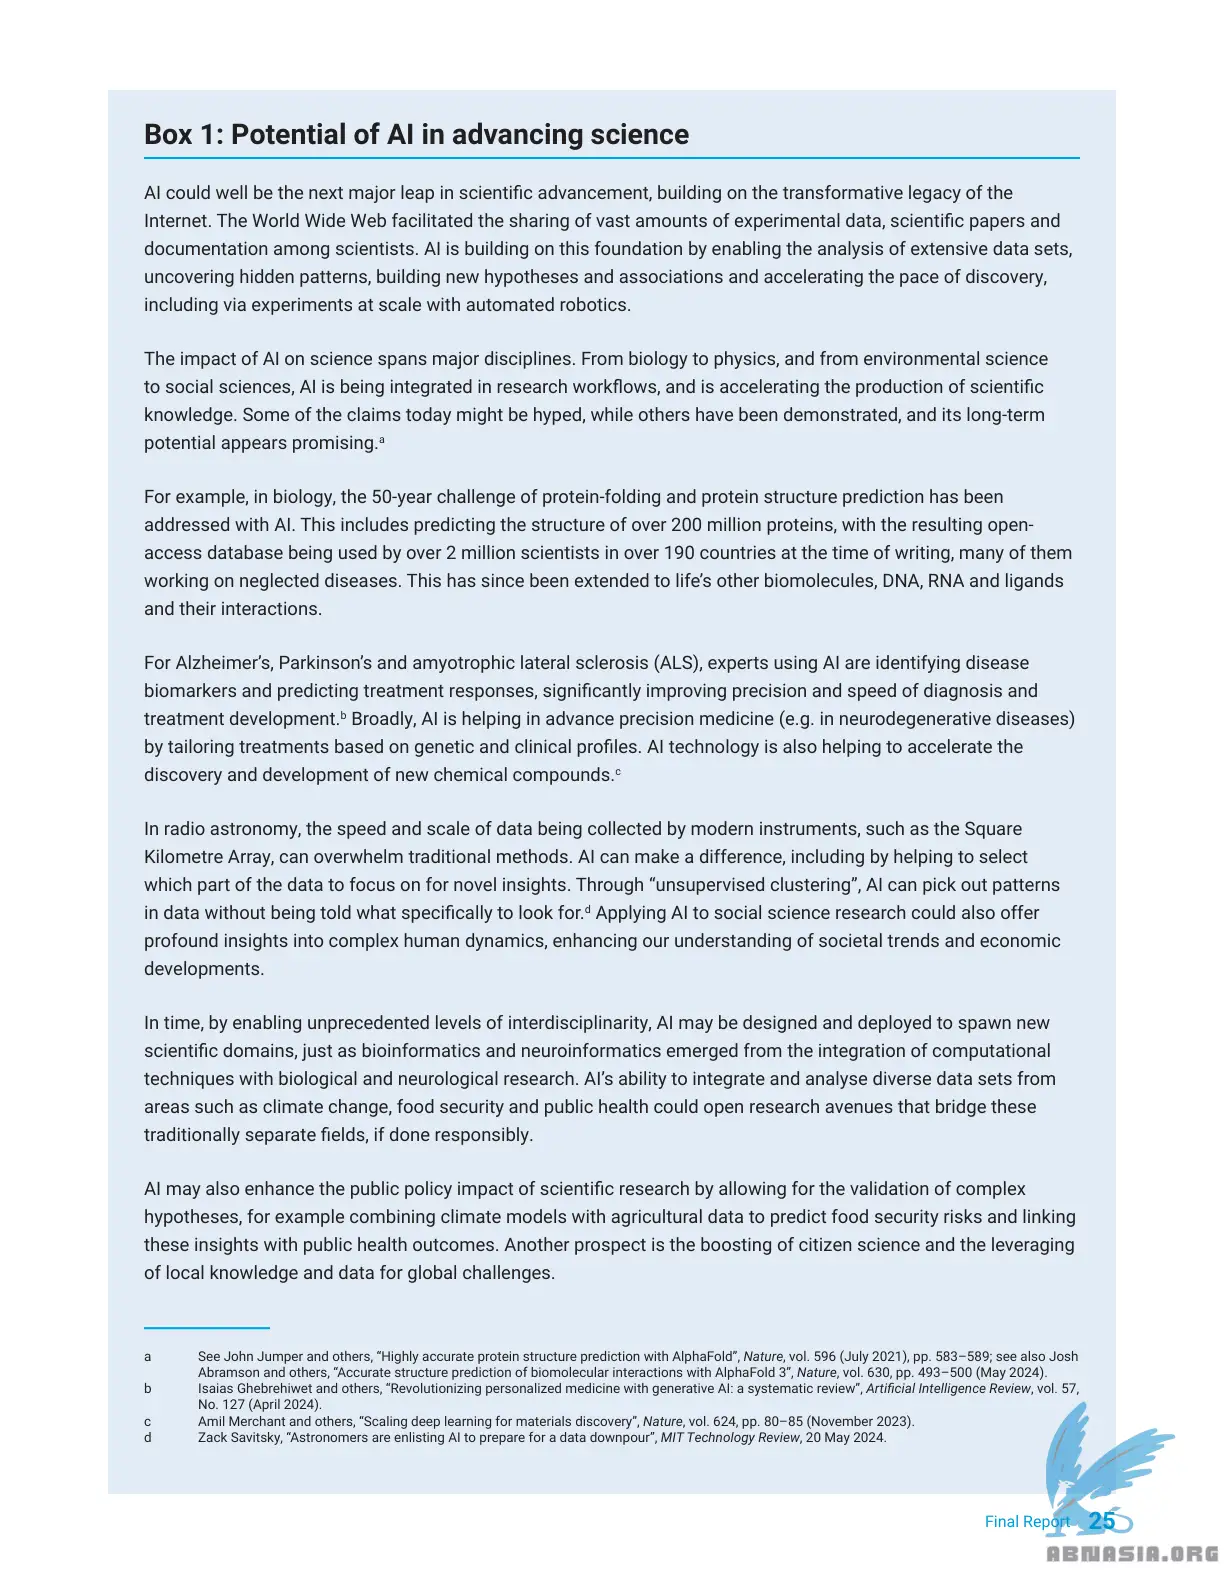 Box 1: Potential of AI in advancing science
AI could well be the next major leap in scientific advancement, building on the transformative legacy of the
Internet. The World Wide Web facilitated the sharing of vast amounts of experimental data, scientific papers and
documentation among scientists. AI is building on this foundation by enabling the analysis of extensive data sets,
uncovering hidden patterns, building new hypotheses and associations and accelerating the pace of discovery,
including via experiments at scale with automated robotics.
The impact of AI on science spans major disciplines. From biology to physics, and from environmental science
to social sciences, AI is being integrated in research workflows, and is accelerating the production of scientific
knowledge. Some of the claims today might be hyped, while others have been demonstrated, and its long-term
potential appears promising.a
For example, in biology, the 50-year challenge of protein-folding and protein structure prediction has been
addressed with AI. This includes predicting the structure of over 200 million proteins, with the resulting open-
access database being used by over 2 million scientists in over 190 countries at the time of writing, many of them
working on neglected diseases. This has since been extended to life’s other biomolecules, DNA, RNA and ligands
and their interactions.
For Alzheimer’s, Parkinson’s and amyotrophic lateral sclerosis (ALS), experts using AI are identifying disease
biomarkers and predicting treatment responses, significantly improving precision and speed of diagnosis and
treatment development.b Broadly, AI is helping in advance precision medicine (e.g. in neurodegenerative diseases)
by tailoring treatments based on genetic and clinical profiles. AI technology is also helping to accelerate the
discovery and development of new chemical compounds.c
In radio astronomy, the speed and scale of data being collected by modern instruments, such as the Square
Kilometre Array, can overwhelm traditional methods. AI can make a difference, including by helping to select
which part of the data to focus on for novel insights. Through “unsupervised clustering”, AI can pick out patterns
in data without being told what specifically to look for.d Applying AI to social science research could also offer
profound insights into complex human dynamics, enhancing our understanding of societal trends and economic
developments.
In time, by enabling unprecedented levels of interdisciplinarity, AI may be designed and deployed to spawn new
scientific domains, just as bioinformatics and neuroinformatics emerged from the integration of computational
techniques with biological and neurological research. AI’s ability to integrate and analyse diverse data sets from
areas such as climate change, food security and public health could open research avenues that bridge these
traditionally separate fields, if done responsibly.
AI may also enhance the public policy impact of scientific research by allowing for the validation of complex
hypotheses, for example combining climate models with agricultural data to predict food security risks and linking
these insights with public health outcomes. Another prospect is the boosting of citizen science and the leveraging
of local knowledge and data for global challenges.
a See John Jumper and others, “Highly accurate protein structure prediction with AlphaFold”, Nature, vol. 596 (July 2021), pp. 583–589; see also Josh
Abramson and others, “Accurate structure prediction of biomolecular interactions with AlphaFold 3”, Nature, vol. 630, pp. 493–500 (May 2024).
b Isaias Ghebrehiwet and others, “Revolutionizing personalized medicine with generative AI: a systematic review”, Artificial Intelligence Review, vol. 57,
No. 127 (April 2024).
c Amil Merchant and others, “Scaling deep learning for materials discovery”, Nature, vol. 624, pp. 80–85 (November 2023).
d Zack Savitsky, “Astronomers are enlisting AI to prepare for a data downpour”, MIT Technology Review, 20 May 2024.
Final Report 25
ABNASIA.ORG